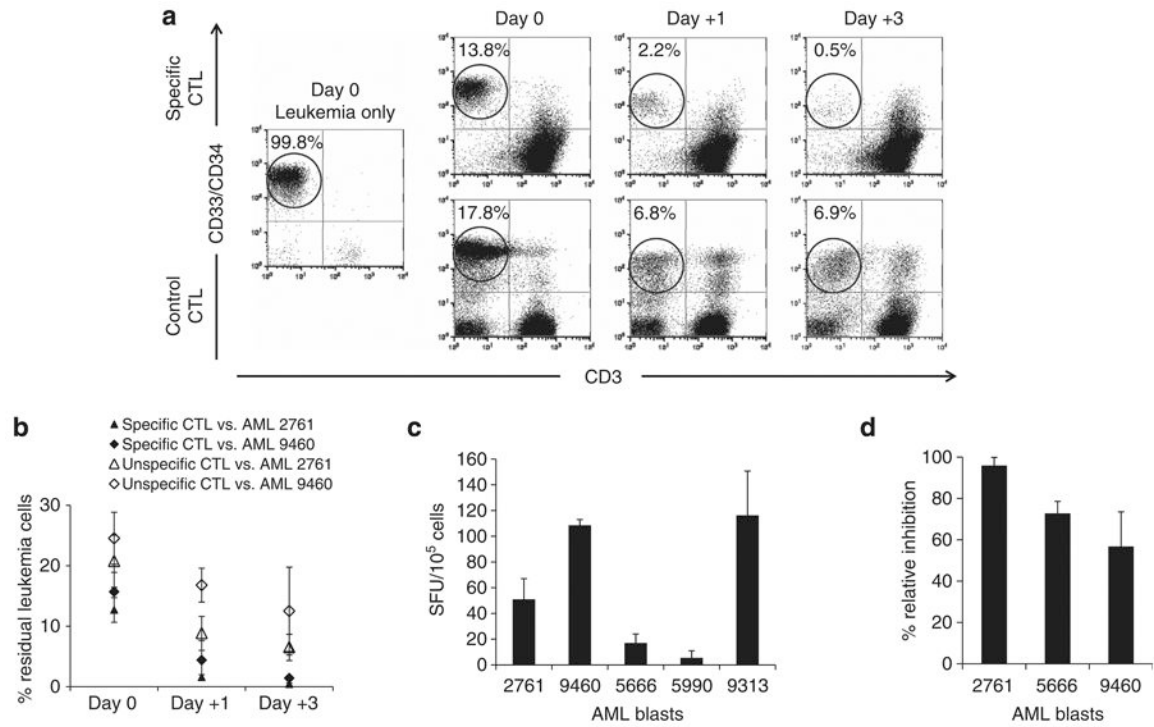 a
Day 0
Day +1
Day +3
Specific
CTL
13.8%
2.2%
0.5%
Day 0
Leukemia only
99.8%
CD33/CD34
Control
CTL
17.8%
6.8%
6.9%
CD3
b
▲ Specific CTL vs. AML 2761
◆ Specific CTL vs. AML 9460
△ Unspecific CTL vs. AML 2761
◇ Unspecific CTL vs. AML 9460
% residual leukemia cells
30
20
10
0
Day 0 Day +1 Day +3
c
SFU/10⁵ cells
160
140
120
100
80
60
40
20
0
2761 9460 5666 5990 9313
AML blasts
d
% relative inhibition
100
80
60
40
20
0
2761 5666 9460
AML blasts